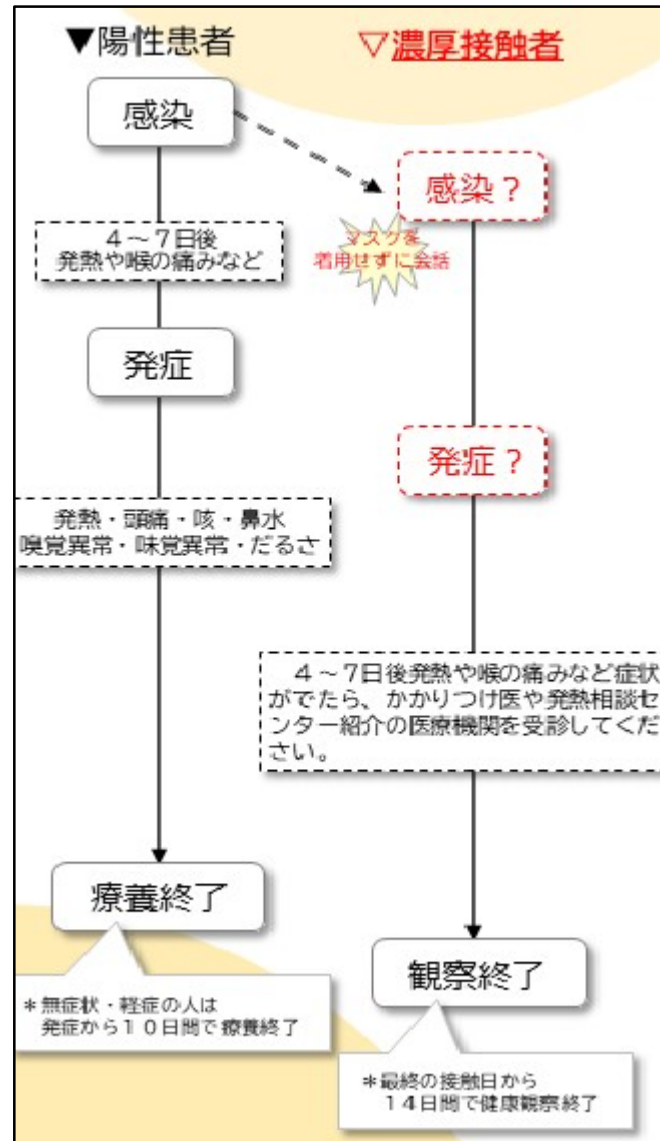 ▼陽性患者
▽濃厚接触者
感染
感染？
4～7日後
発熱や喉の痛みなど
マスクを
着用せずに会話
発症
発症？
発熱・頭痛・咳・鼻水
嗅覚異常・味覚異常・だるさ
4～7日後発熱や喉の痛みなど症状
がでたら、かかりつけ医や発熱相談セ
ンター紹介の医療機関を受診してくだ
さい。
療養終了
＊無症状・軽症の人は
発症から１０日間で療養終了
観察終了
＊最終の接触日から
１４日間で健康観察終了